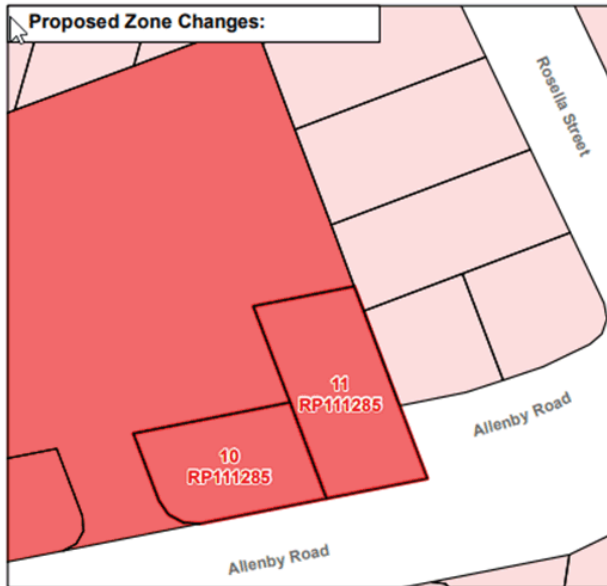 Proposed Zone Changes:
Rosella Street
11
RP111285
Allenby Road
10
RP111285
Allenby Road